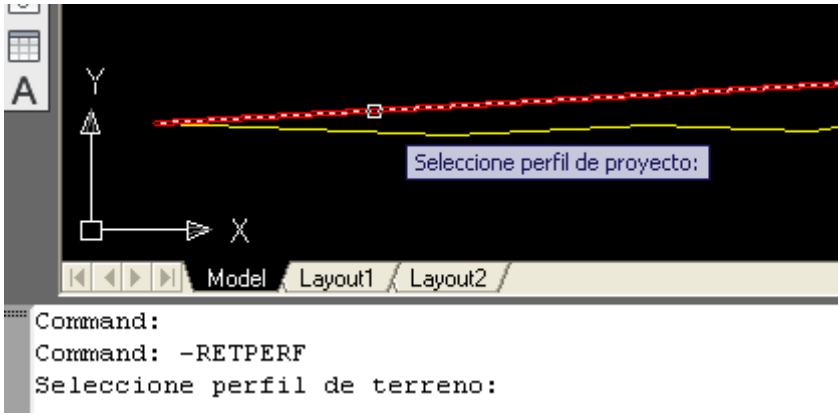 A
Y
Seleccione perfil de proyecto:
X
Model Layout1 Layout2
Command:
Command: -RETPERF
Seleccione perfil de terreno: